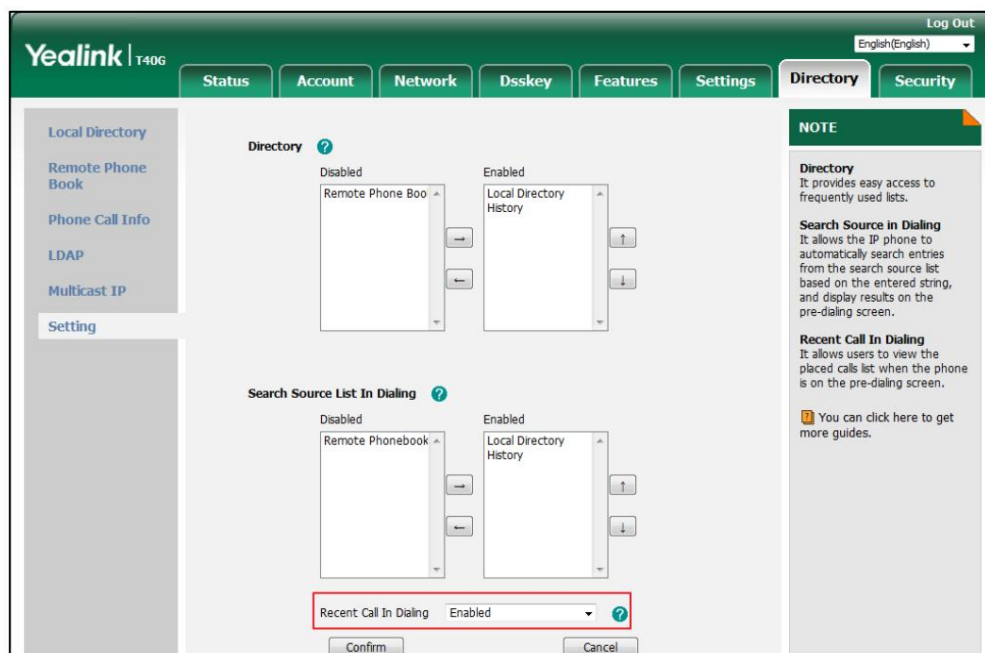 Log Out
English(English)
Yealink | T40G
Status Account Network Dsskey Features Settings Directory Security
Local Directory
Remote Phone
Book
Phone Call Info
LDAP
Multicast IP
Setting
Directory ?
Disabled Enabled
Remote Phone Boo Local Directory
History
→ ↑
← ↓
Search Source List In Dialing ?
Disabled Enabled
Remote Phonebook Local Directory
History
→ ↑
← ↓
Recent Call In Dialing Enabled ?
Confirm Cancel
NOTE
Directory
It provides easy access to
frequently used lists.
Search Source in Dialing
It allows the IP phone to
automatically search entries
from the search source list
based on the entered string,
and display results on the
pre-dialing screen.
Recent Call In Dialing
It allows users to view the
placed calls list when the phone
is on the pre-dialing screen.
? You can click here to get
more guides.